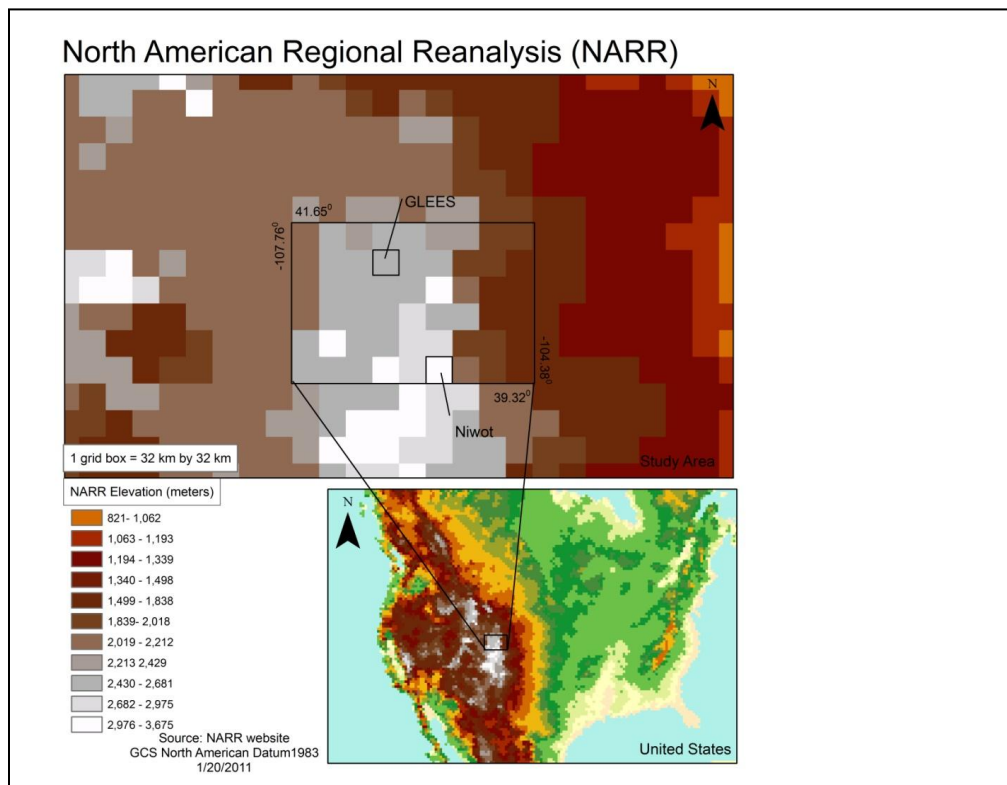 North American Regional Reanalysis (NARR)
N
GLEES
41.65⁰
-107.76⁰
-104.38⁰
39.32⁰
Niwot
1 grid box = 32 km by 32 km
Study Area
NARR Elevation (meters)
821- 1,062
1,063 - 1,193
1,194 - 1,339
1,340 - 1,498
1,499 - 1,838
1,839- 2,018
2,019 - 2,212
2,213 2,429
2,430 - 2,681
2,682 - 2,975
2,976 - 3,675
Source: NARR website
GCS North American Datum1983
1/20/2011
N
United States